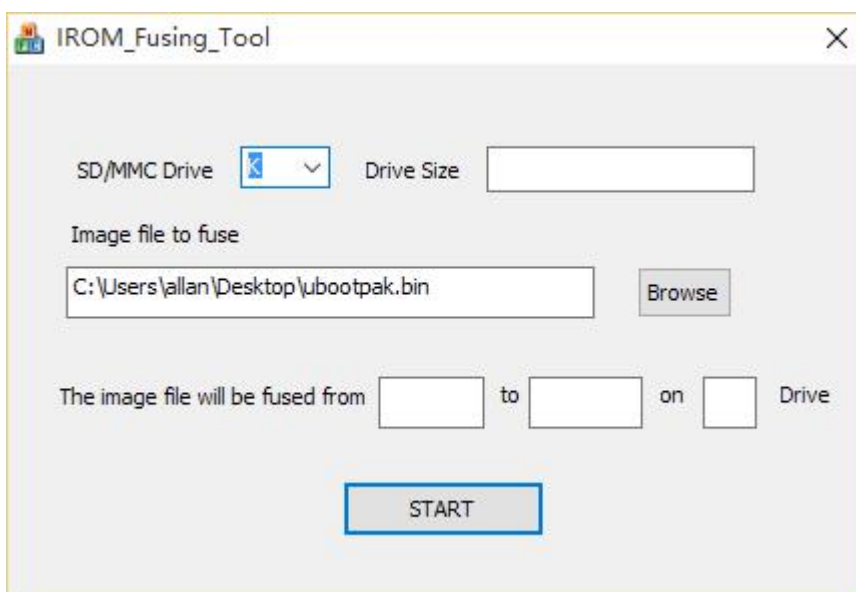 IROM_Fusing_Tool
SD/MMC Drive K Drive Size
Image file to fuse
C:\Users\allan\Desktop\ubootpak.bin Browse
The image file will be fused from to on Drive
START